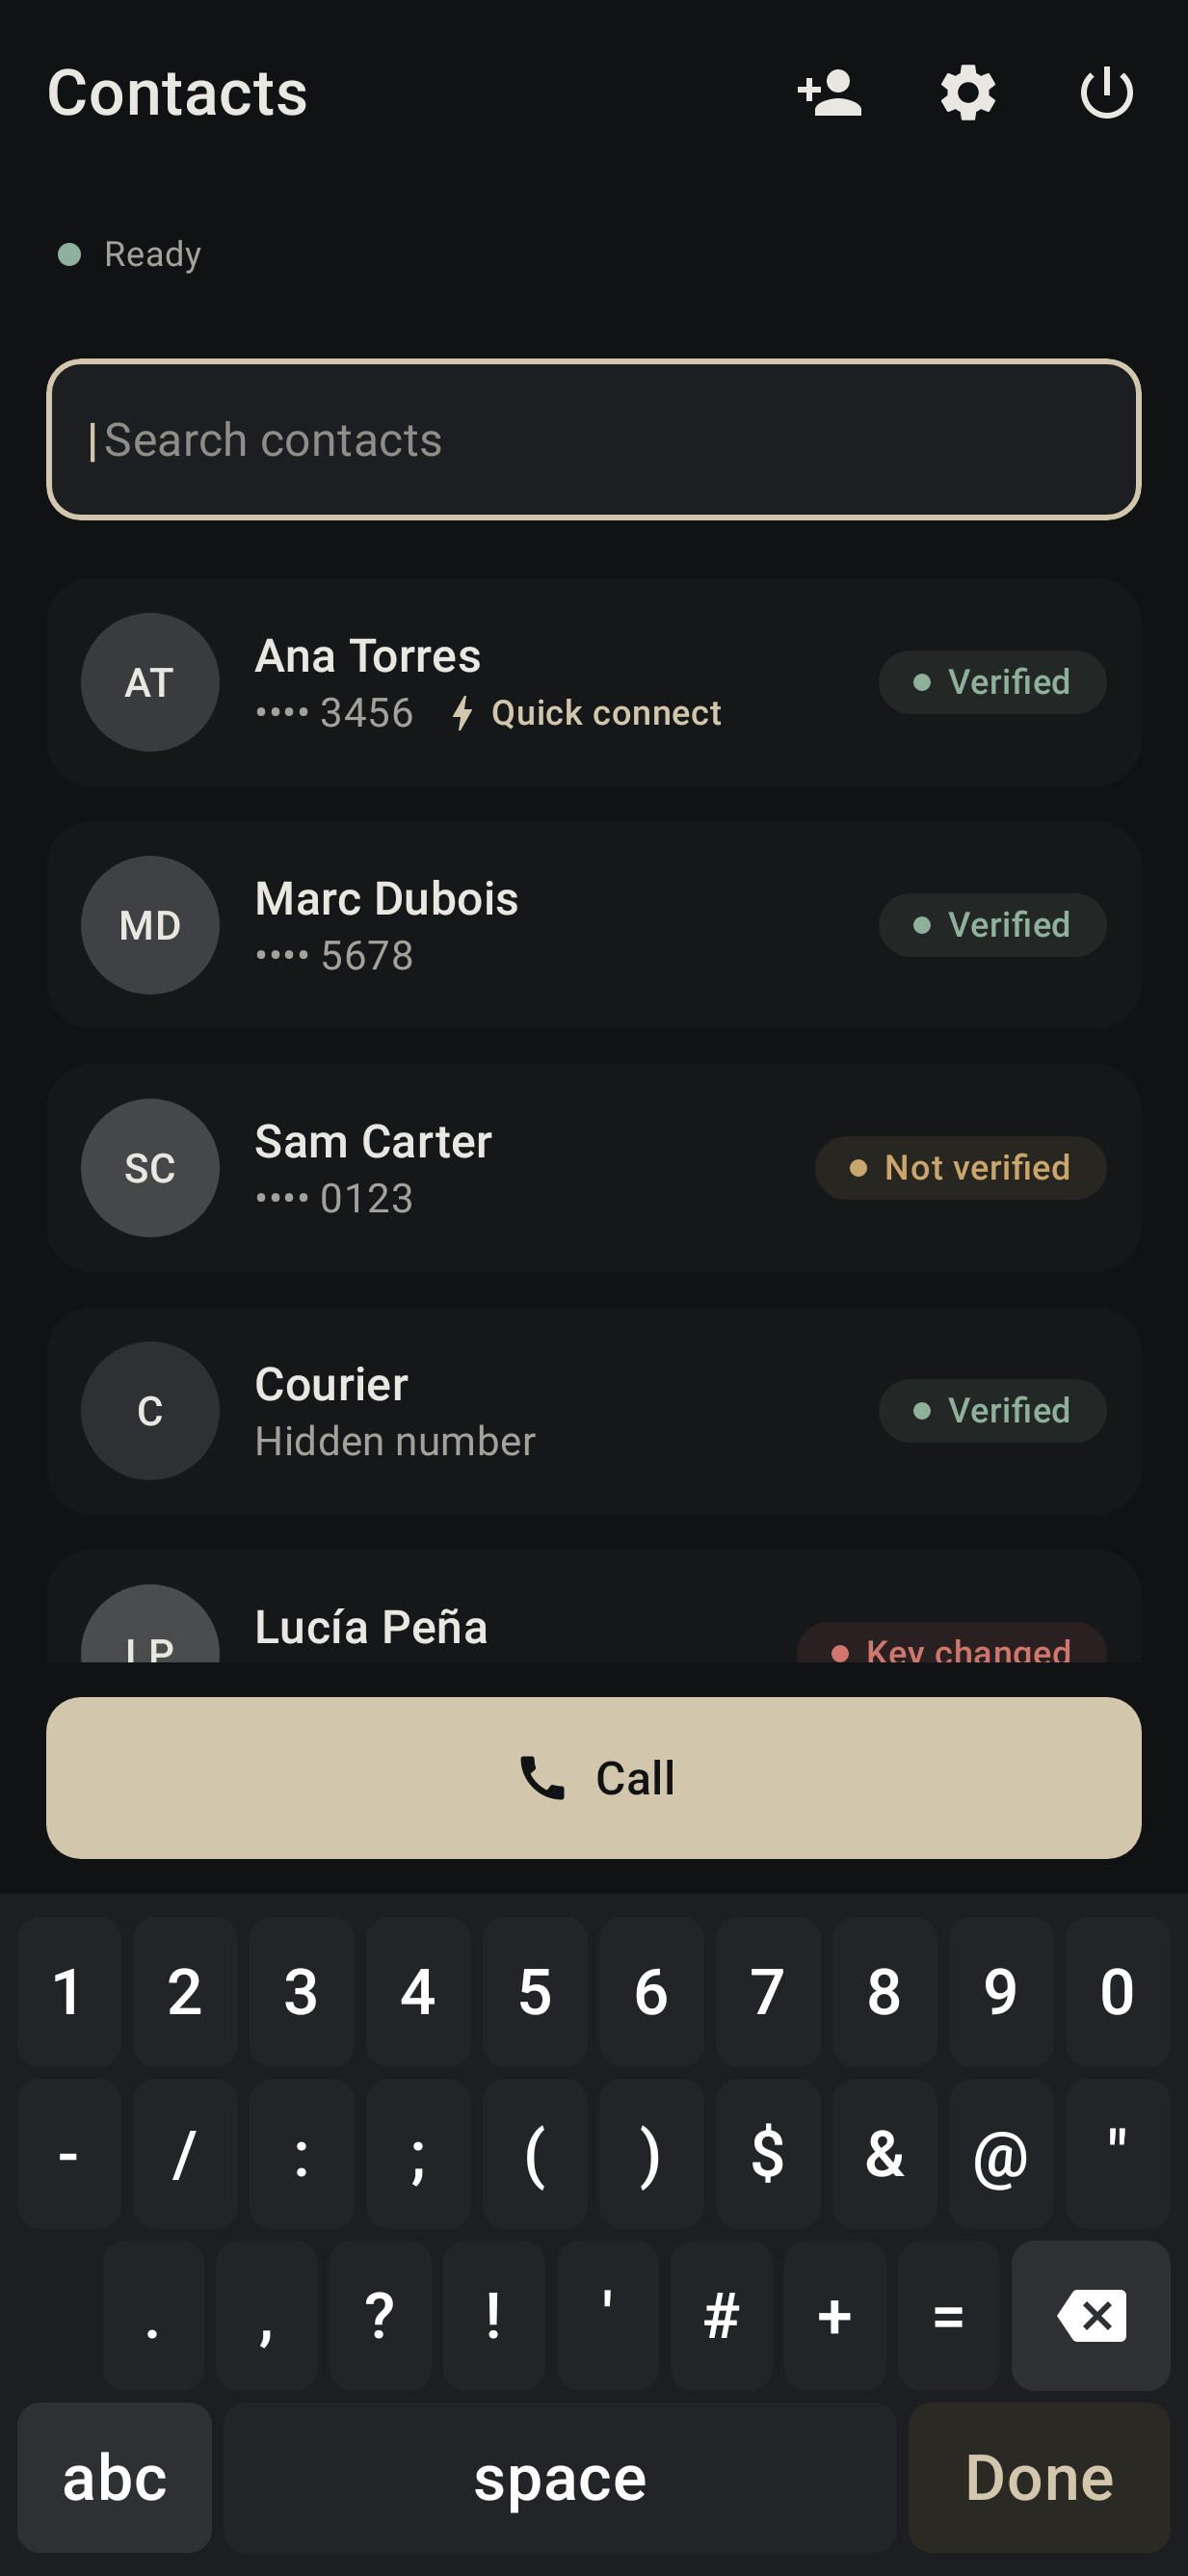 Contacts
Ready
Search contacts
AT
Ana Torres
•••• 3456 Quick connect
Verified
MD
Marc Dubois
•••• 5678
Verified
SC
Sam Carter
•••• 0123
Not verified
C
Courier
Hidden number
Verified
LP
Lucía Peña
Key changed
Call
1 2 3 4 5 6 7 8 9 0
- / : ; ( ) $ & @ "
. , ? ! ' # + =
abc space Done